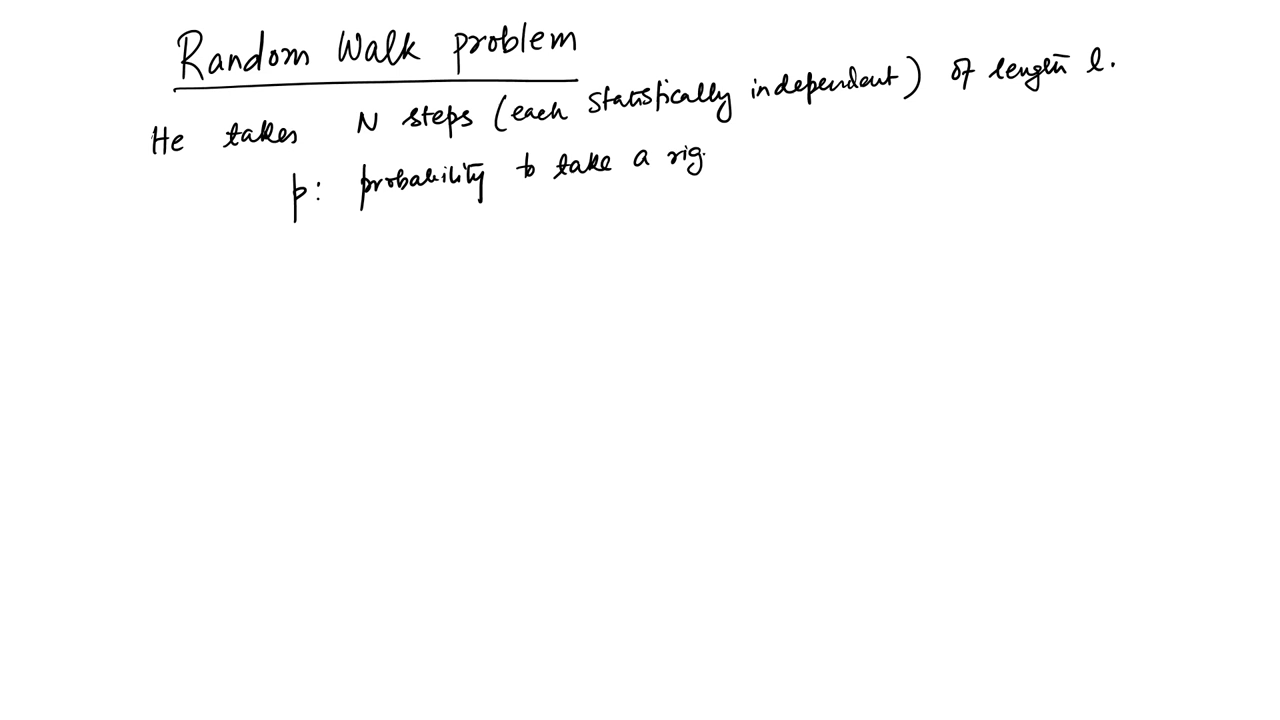 Random Walk problem
He takes N steps (each statistically independent) of length l.
p: probability to take a rig